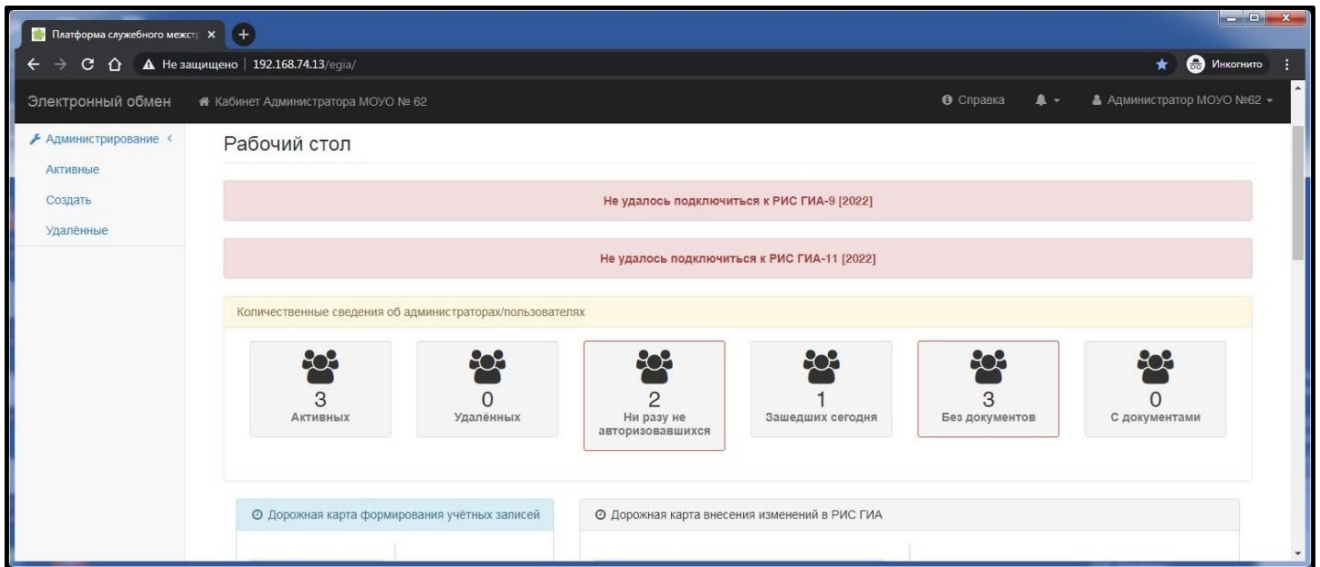 Платформа служебного межст
Не защищено | 192.168.74.13/egia/
Инкогнито
Электронный обмен
Кабинет Администратора МОУО № 62
Справка
Администратор МОУО №62
Администрирование
Активные
Создать
Удалённые
Рабочий стол
Не удалось подключиться к РИС ГИА-9 [2022]
Не удалось подключиться к РИС ГИА-11 [2022]
Количественные сведения об администраторах/пользователях
3
Активных
0
Удалённых
2
Ни разу не
авторизовавшихся
1
Зашедших сегодня
3
Без документов
0
С документами
Дорожная карта формирования учётных записей
Дорожная карта внесения изменений в РИС ГИА